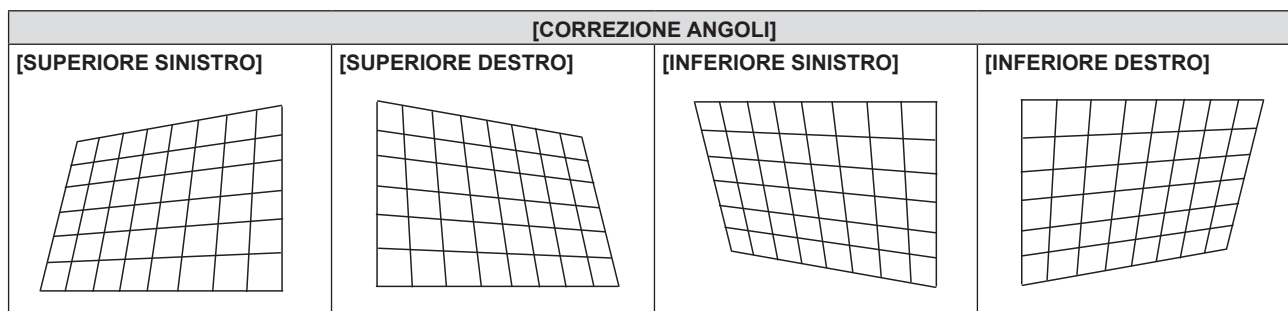 [CORREZIONE ANGOLI]
[SUPERIORE SINISTRO] [SUPERIORE DESTRO] [INFERIORE SINISTRO] [INFERIORE DESTRO]